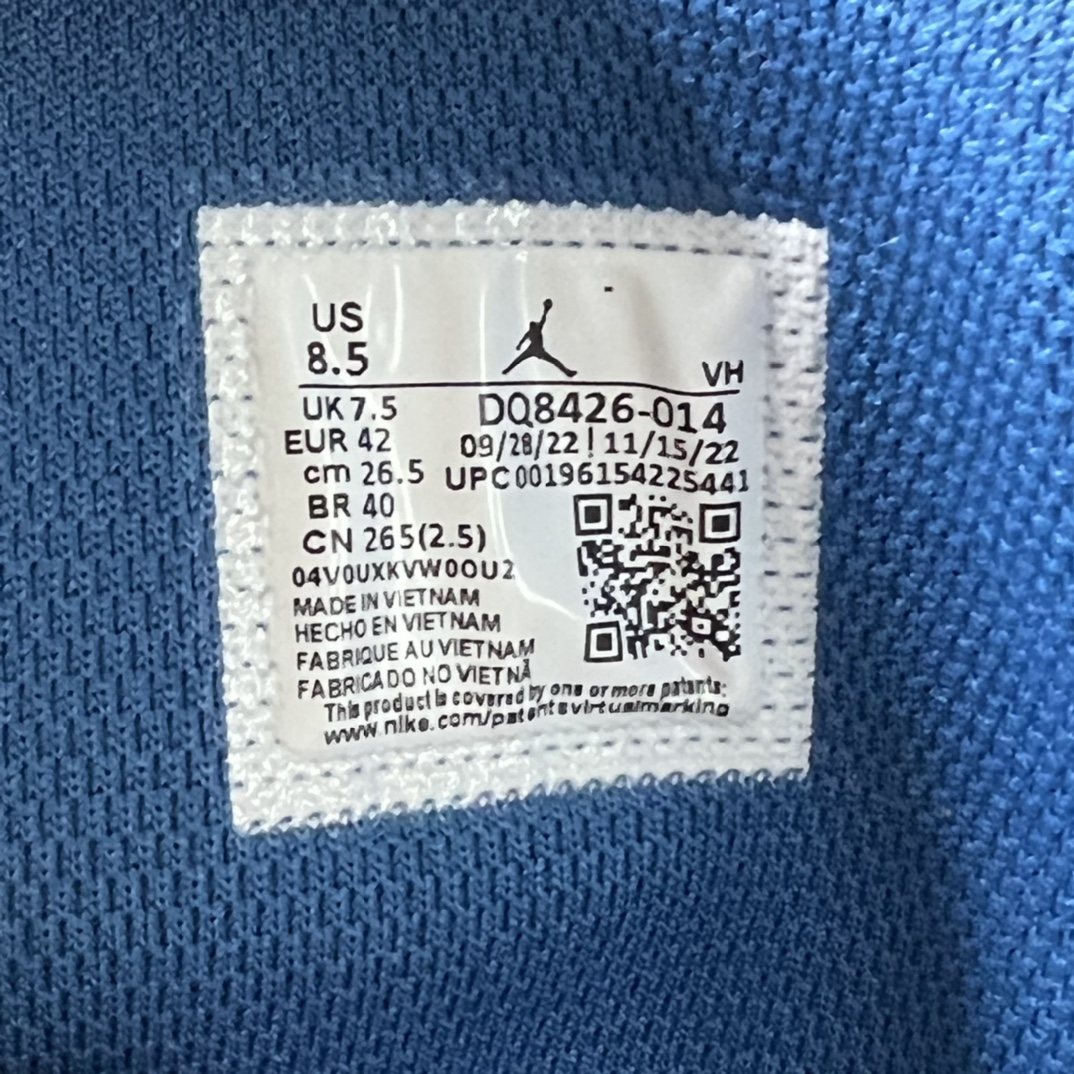 US
8.5
VH
UK 7.5
DQ8426-014
EUR 42
09/28/22 | 11/15/22
cm 26.5
UPC001961542​25441
BR 40
CN 265(2.5)
04V0UXKVW0OU2
MADE IN VIETNAM
HECHO EN VIETNAM
FABRIQUE AU VIETNAM
FABRICADO NO VIETNÃ
This product is covered by one or more patents:
www.nike.com/patentsvirtualmarking